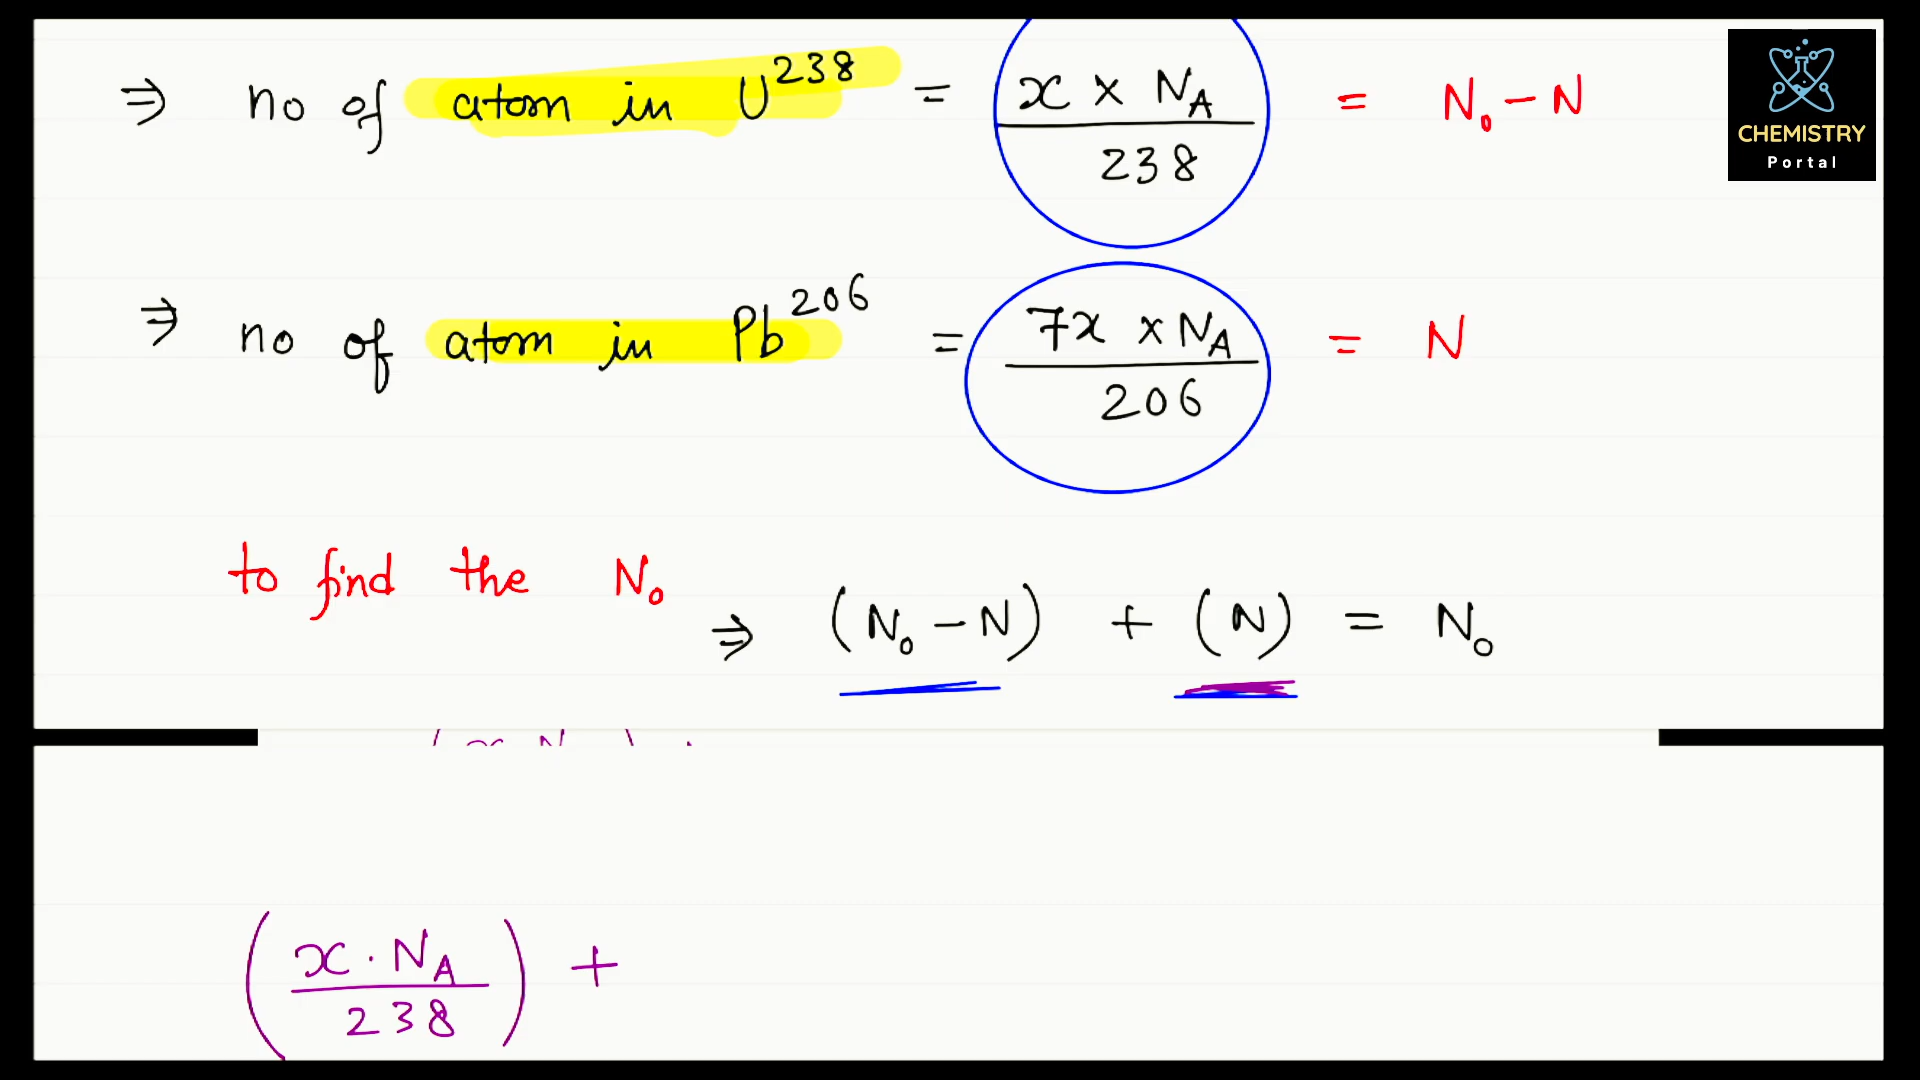 ⇒ no of atom in U²³⁸ = x × N_A / 238 = N₀ - N
CHEMISTRY
Portal
⇒ no of atom in Pb²⁰⁶ = 7x × N_A / 206 = N
to find the N₀
⇒ (N₀ - N) + (N) = N₀
(x · N_A / 238) +